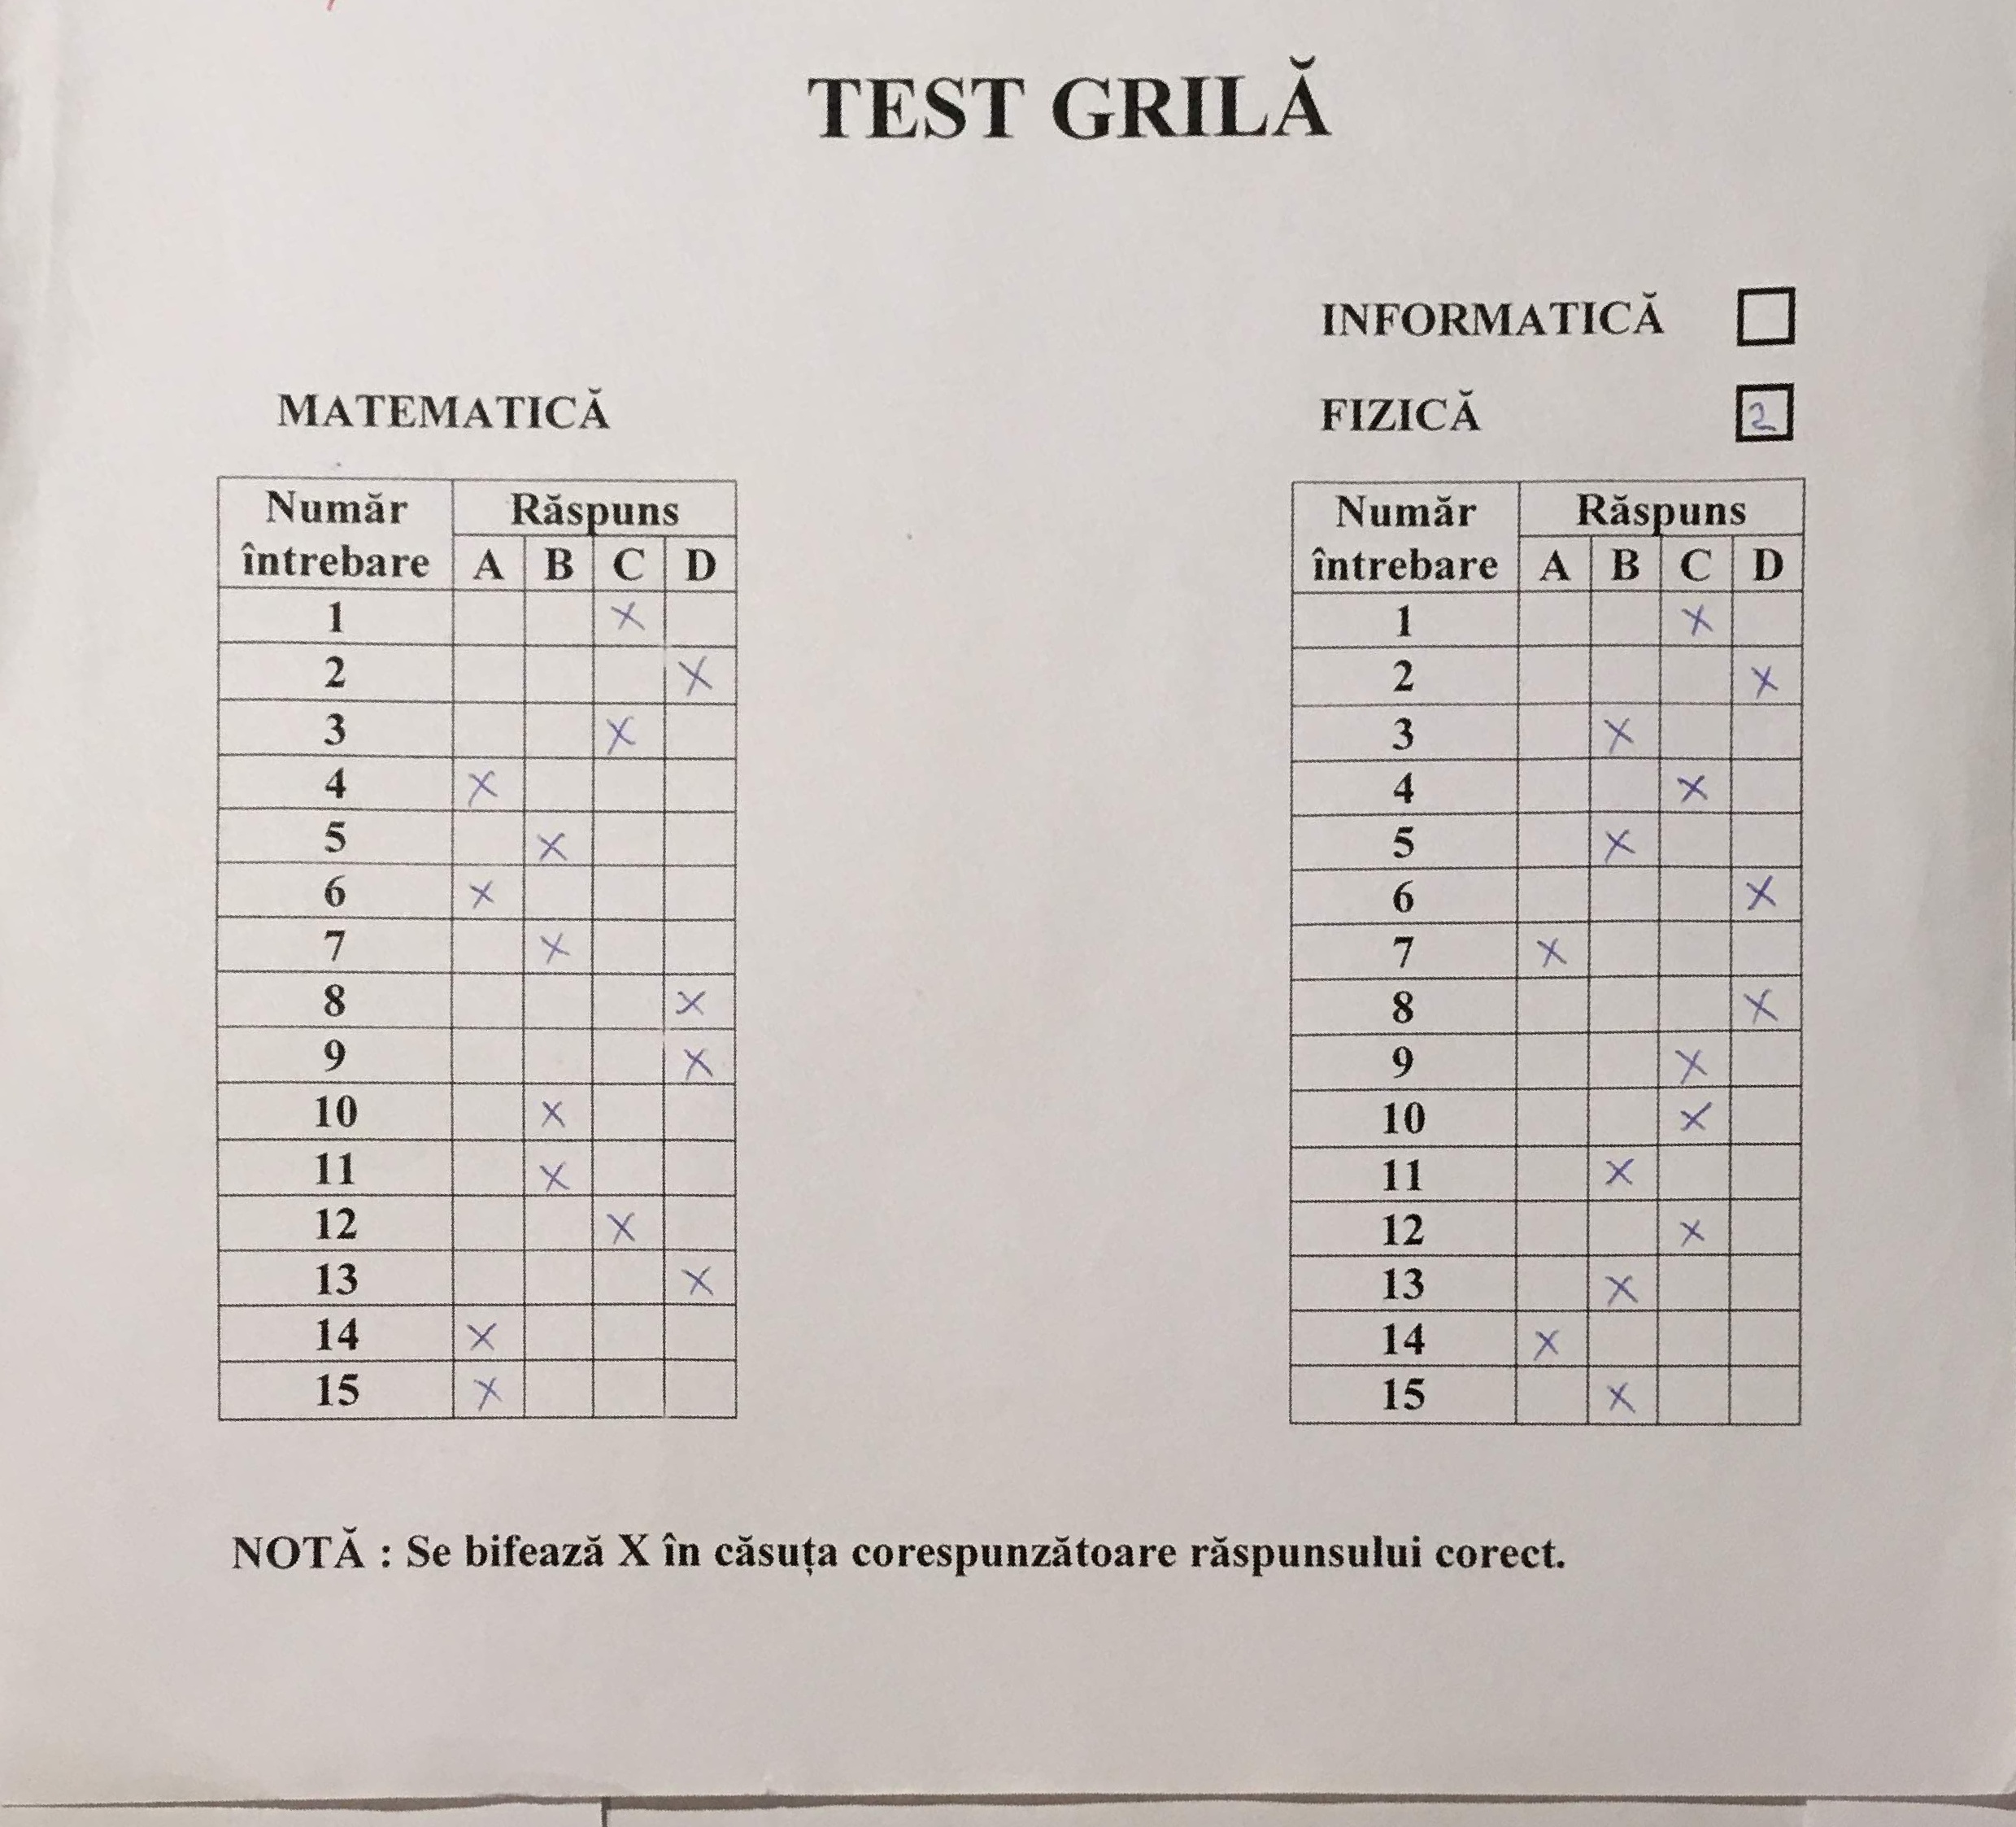 TEST GRILĂ
INFORMATICĂ
MATEMATICĂ
FIZICĂ 2
Număr întrebare Răspuns
A B C D
1 X
2 X
3 X
4 X
5 X
6 X
7 X
8 X
9 X
10 X
11 X
12 X
13 X
14 X
15 X
Număr întrebare Răspuns
A B C D
1 X
2 X
3 X
4 X
5 X
6 X
7 X
8 X
9 X
10 X
11 X
12 X
13 X
14 X
15 X
NOTĂ : Se bifează X în căsuța corespunzătoare răspunsului corect.